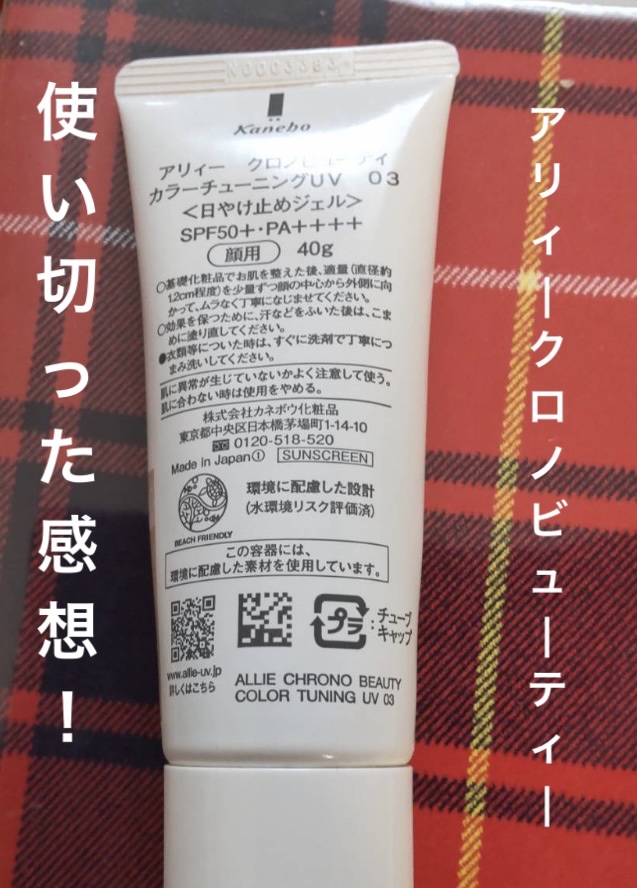 使い切った感想！
アリィークロノビューティー
Kanebo
アリィー クロノビューティ
カラーチューニングUV 03
＜日やけ止めジェル＞
SPF50+・PA++++
顔用 40g
○基礎化粧品でお肌を整えた後、適量(直径約
1.2cm程度)を少量ずつ顔の中心から外側に向
かって、ムラなく丁寧になじませてください。
○効果を保つために、汗などをふいた後は、こま
めに塗り直してください。
●衣類等についた時は、すぐに洗剤で丁寧につ
まみ洗いしてください。
肌に異常が生じていないかよく注意して使う。
肌に合わない時は使用をやめる。
株式会社カネボウ化粧品
東京都中央区日本橋茅場町1-14-10
0120-518-520
Made in Japan① SUNSCREEN
環境に配慮した設計
(水環境リスク評価済)
BEACH FRIENDLY
この容器には、
環境に配慮した素材を使用しています。
プラ：チューブ
キャップ
www.allie-uv.jp
詳しくはこちら
ALLIE CHRONO BEAUTY
COLOR TUNING UV 03